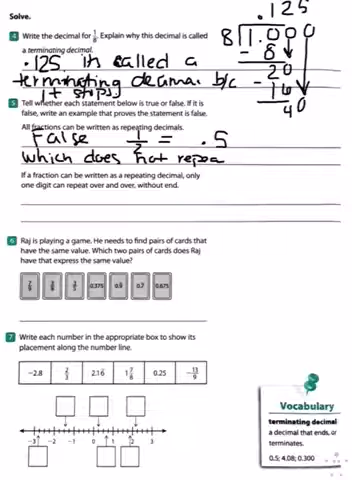 Solve.
.125
4 Write the decimal for 1/8. Explain why this decimal is called
8 1.000
a terminating decimal.
- 8
.125, its called a
20
terminating decimal b/c
- 16
it stops
40
5 Tell whether each statement below is true or false. If it is
false, write an example that proves the statement is false.
All fractions can be written as repeating decimals.
False 1/2 = .5
which does not repea
If a fraction can be written as a repeating decimal, only
one digit can repeat over and over, without end.
6 Raj is playing a game. He needs to find pairs of cards that
have the same value. Which two pairs of cards does Raj
have that express the same value?
0.375 0.7 0.675
7 Write each number in the appropriate box to show its
placement along the number line.
-2.8 2/3 2.16 1 7/8 0.25 -11/9
-3 -2 -1 0 1 2 3
Vocabulary
terminating decimal
a decimal that ends, or
terminates.
0.5; 4.08; 0.300